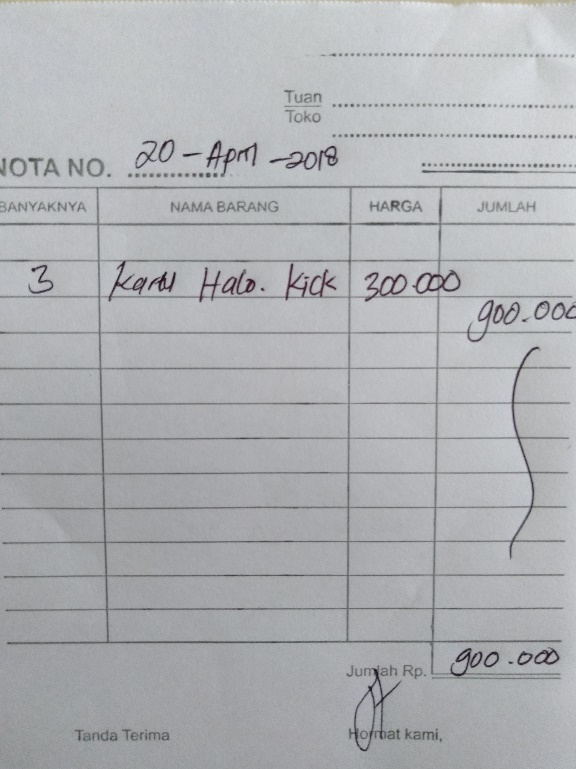 Tuan
Toko
NOTA NO. 20-April-2018
BANYAKNYA NAMA BARANG HARGA JUMLAH
3 Kartu Halo. Kick 300.000
900.000
Jumlah Rp. 900.000
Tanda Terima Hormat kami,